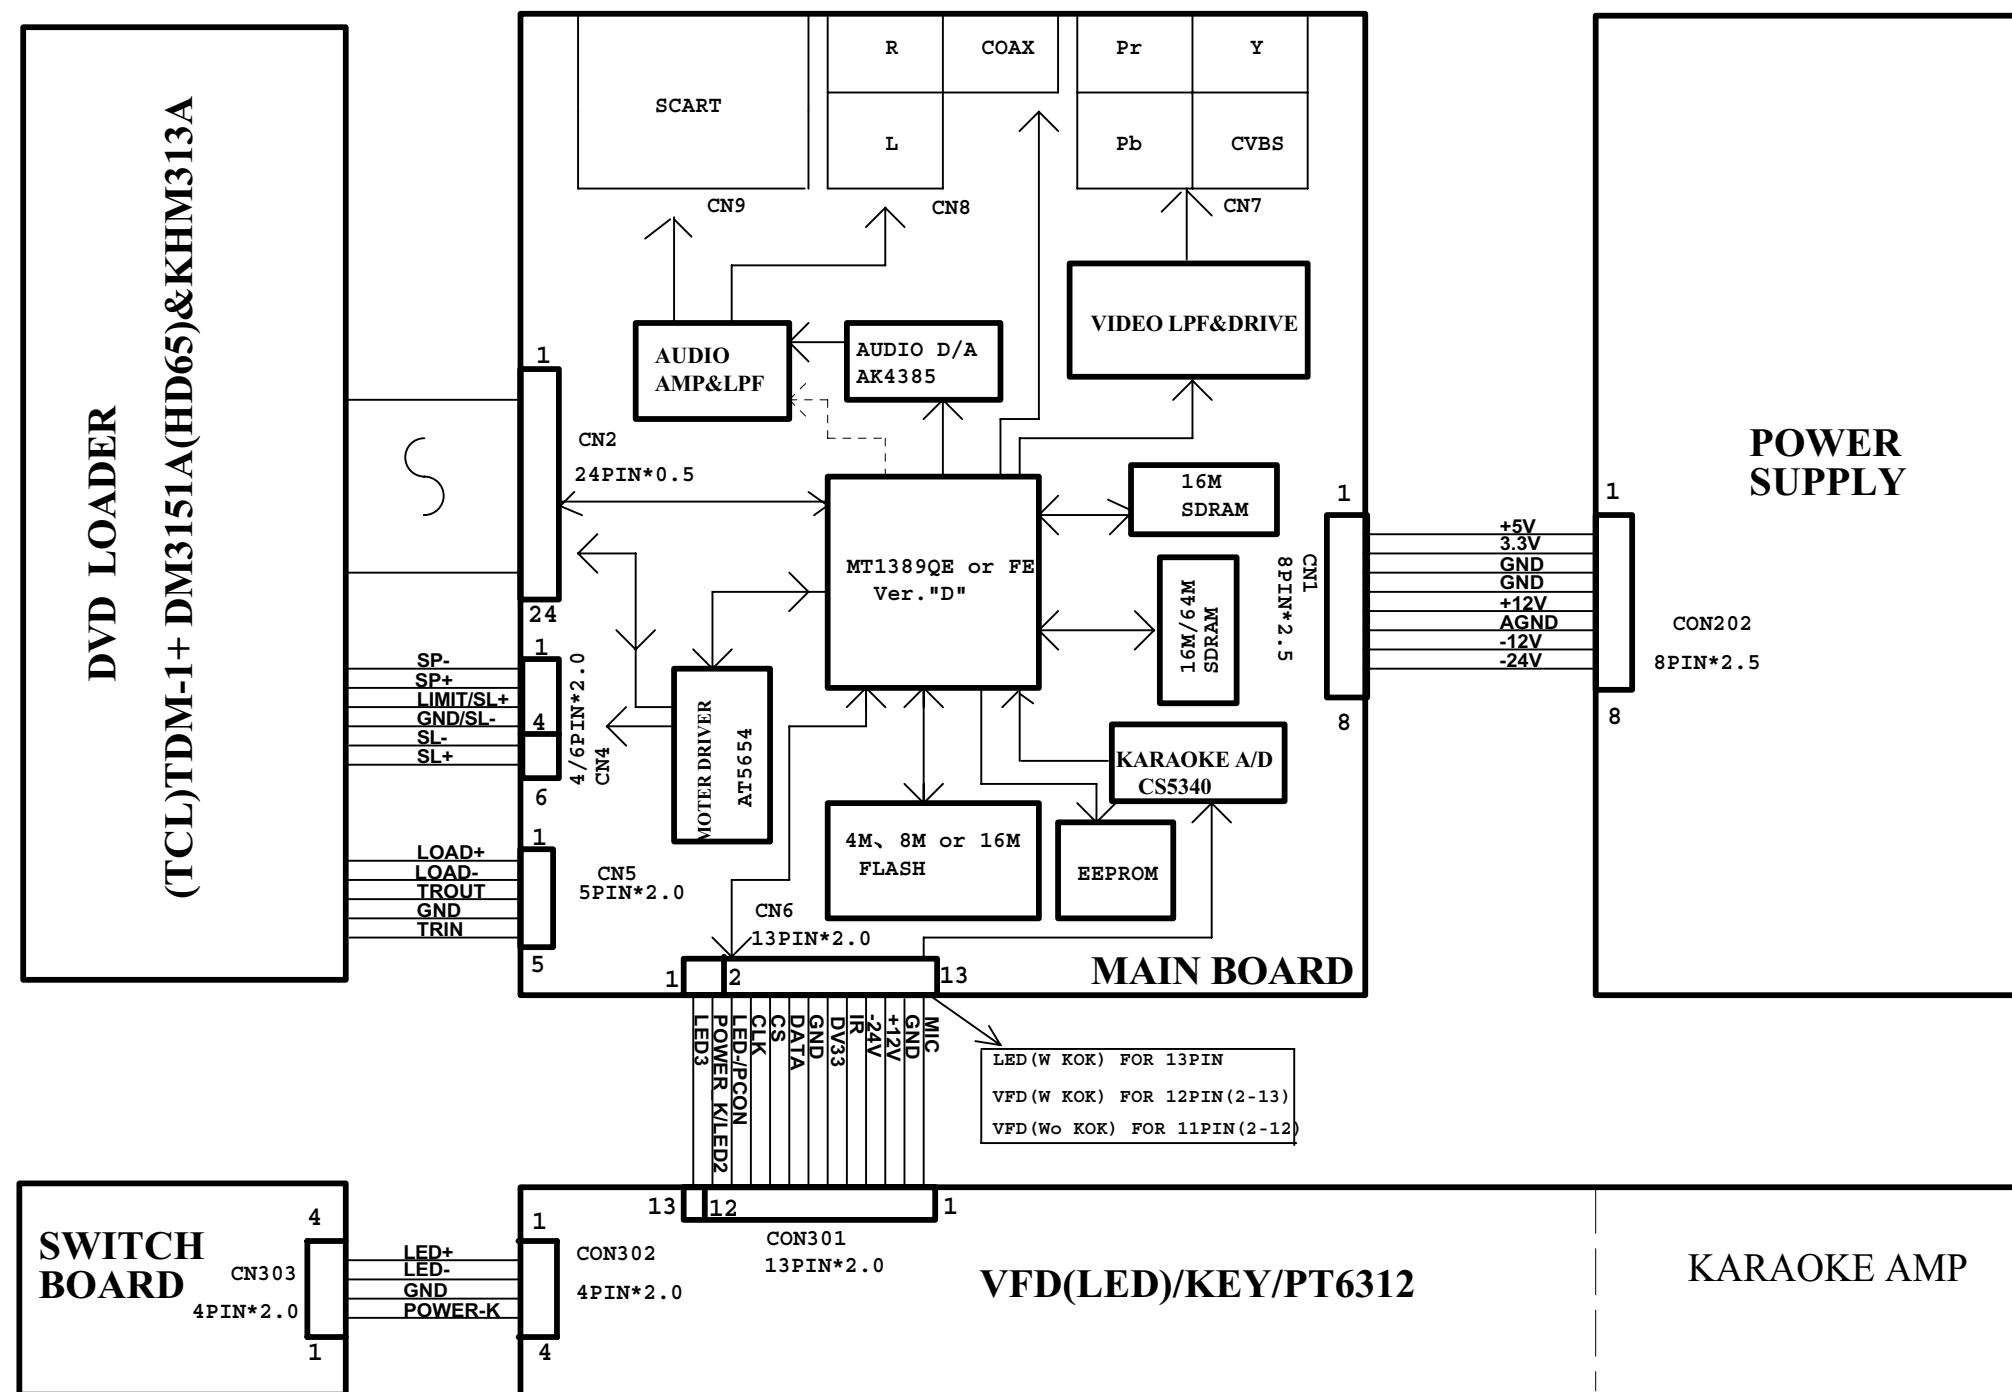 DVD LOADER
(TCL)TDM-1+ DM3151A(HD65)&KHM313A
SCART
R
COAX
L
Pr
Y
Pb
CVBS
CN9
CN8
CN7
AUDIO
AMP&LPF
AUDIO D/A
AK4385
VIDEO LPF&DRIVE
1
CN2
24PIN*0.5
24
16M
SDRAM
MT1389QE or FE
Ver."D"
16M/64M
SDRAM
1
CN1
8PIN*2.5
8
+5V
3.3V
GND
GND
+12V
AGND
-12V
-24V
1
CON202
8PIN*2.5
8
POWER
SUPPLY
SP-
SP+
LIMIT/SL+
GND/SL-
SL-
SL+
1
4
6
4/6PIN*2.0
CN4
MOTER DRIVER
AT5654
KARAOKE A/D
CS5340
4M、8M or 16M
FLASH
EEPROM
LOAD+
LOAD-
TROUT
GND
TRIN
1
5
CN5
5PIN*2.0
CN6
13PIN*2.0
1
2
13
MAIN BOARD
LED3
POWER_K/LED2
LED-/PCON
CLK
CS
DATA
GND
DV33
IR
-24V
+12V
GND
MIC
LED(W KOK) FOR 13PIN
VFD(W KOK) FOR 12PIN(2-13)
VFD(Wo KOK) FOR 11PIN(2-12)
13
12
1
CON301
13PIN*2.0
SWITCH
BOARD
4
CN303
4PIN*2.0
1
LED+
LED-
GND
POWER-K
1
CON302
4PIN*2.0
4
VFD(LED)/KEY/PT6312
KARAOKE AMP